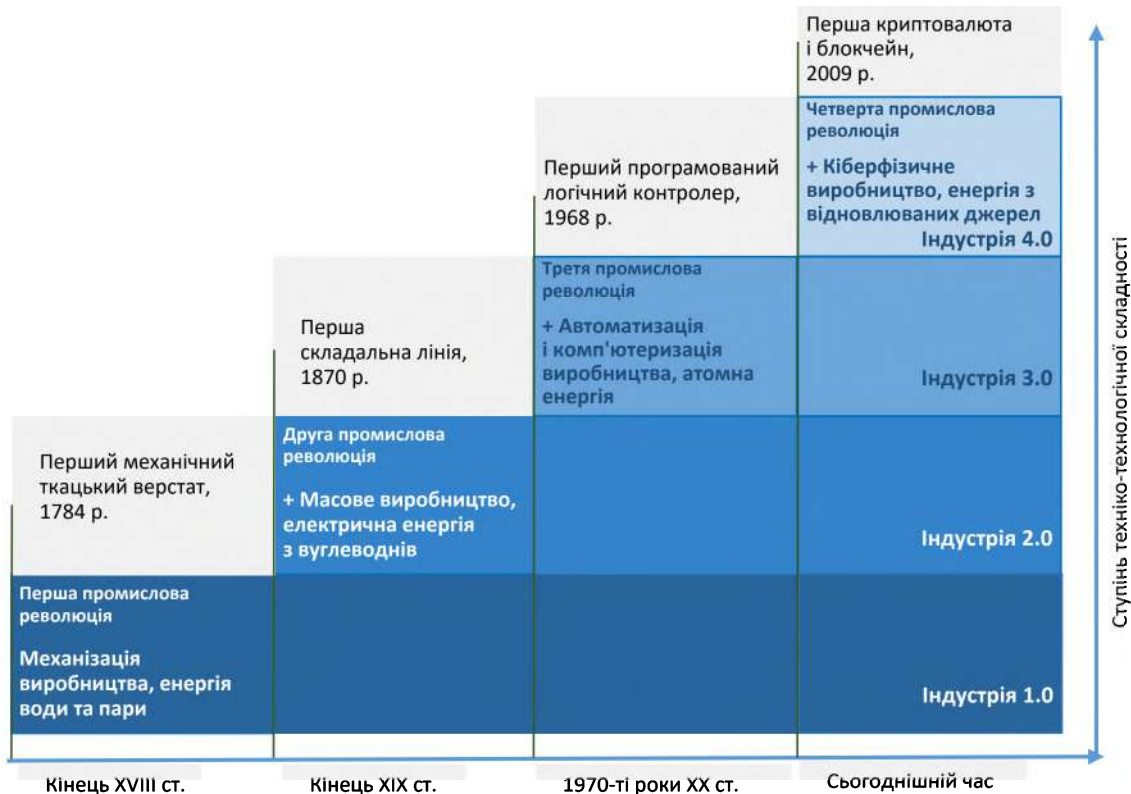 Перша криптовалюта
і блокчейн,
2009 р.
Четверта промислова
революція
+ Кіберфізичне
виробництво, енергія з
відновлюваних джерел
Індустрія 4.0
Перший програмований
логічний контролер,
1968 р.
Третя промислова
революція
+ Автоматизація
і комп'ютеризація
виробництва, атомна
енергія
Індустрія 3.0
Перша
складальна лінія,
1870 р.
Друга промислова
революція
+ Масове виробництво,
електрична енергія
з вуглеводнів
Індустрія 2.0
Перший механічний
ткацький верстат,
1784 р.
Перша промислова
революція
Механізація
виробництва, енергія
води та пари
Індустрія 1.0
Кінець XVIII ст.
Кінець XIX ст.
1970-ті роки XX ст.
Сьогоднішній час
Ступінь техніко-технологічної складності